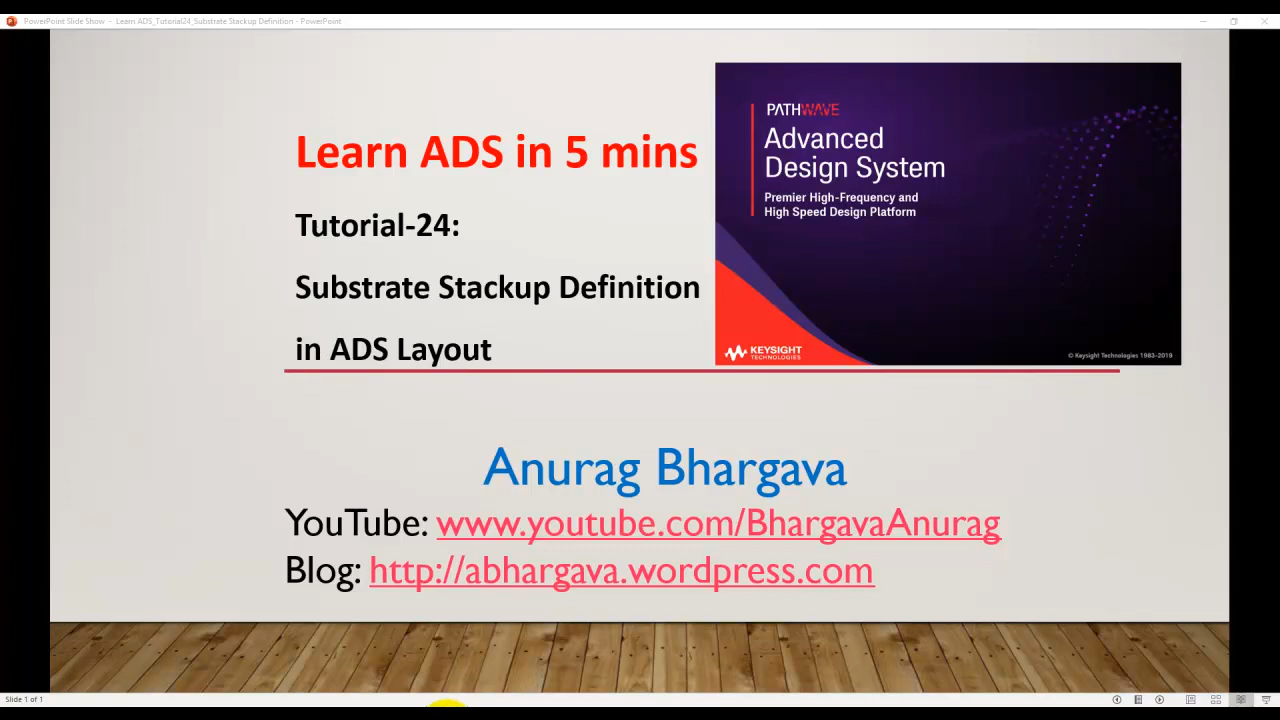 PowerPoint Slide Show - Learn ADS_Tutorial24_Substrate Stackup Definition - PowerPoint
Learn ADS in 5 mins
Tutorial-24:
Substrate Stackup Definition
in ADS Layout
PATHWAVE
Advanced
Design System
Premier High-Frequency and
High Speed Design Platform
KEYSIGHT
TECHNOLOGIES
© Keysight Technologies 1983-2019
Anurag Bhargava
YouTube: www.youtube.com/BhargavaAnurag
Blog: http://abhargava.wordpress.com
Slide 1 of 1